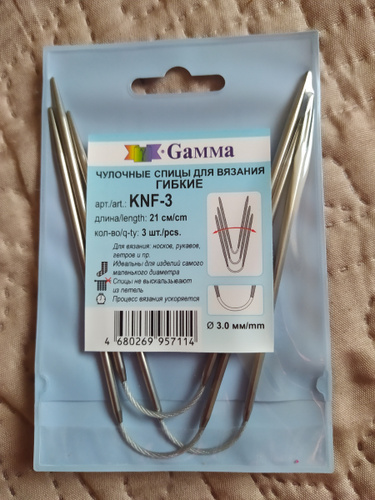 Gamma
ЧУЛОЧНЫЕ СПИЦЫ ДЛЯ ВЯЗАНИЯ
ГИБКИЕ
арт./art.: KNF-3
длина/length: 21 см/cm
кол-во/q-ty: 3 шт./pcs.
Для вязания: носков, рукавов,
гетров и пр.
Идеальны для изделий самого
маленького диаметра
Спицы не выскальзывают
из петель
Процесс вязания ускоряется
Ø 3.0 мм/mm
4 680269 957114